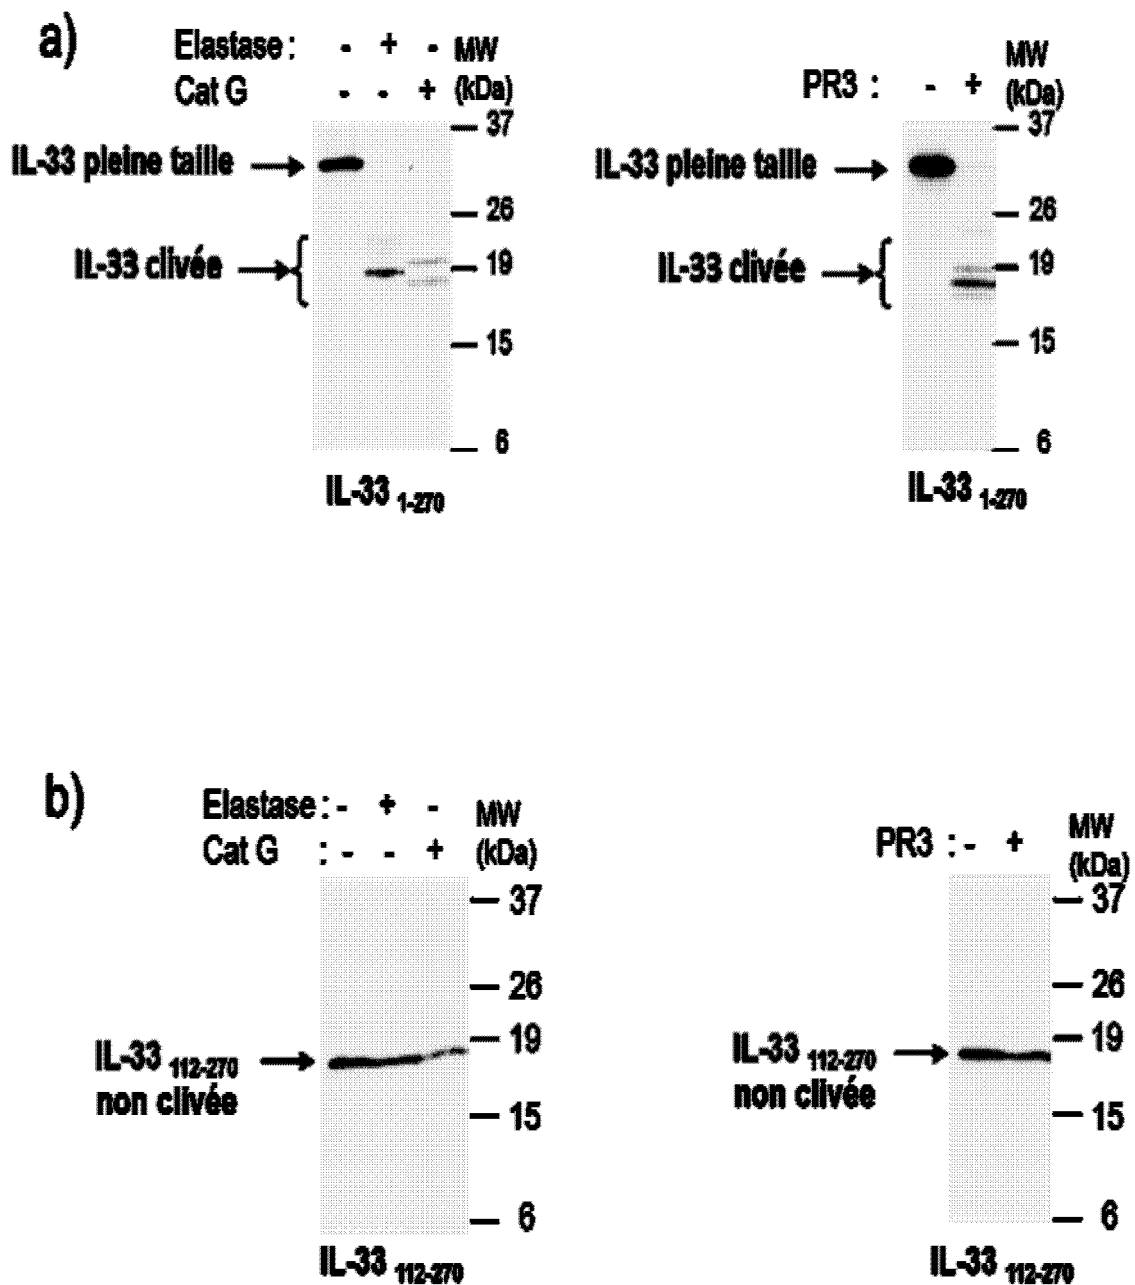 a)
Elastase : - + - MW
Cat G - - + (kDa)
37
IL-33 pleine taille
26
IL-33 clivée
19
15
6
IL-33 1-270
MW
PR3 : - + (kDa)
37
IL-33 pleine taille
26
IL-33 clivée
19
15
6
IL-33 1-270
b)
Elastase : - + - MW
Cat G : - - + (kDa)
37
26
19
IL-33 112-270
non clivée
15
6
IL-33 112-270
MW
PR3 : - + (kDa)
37
26
19
IL-33 112-270
non clivée
15
6
IL-33 112-270